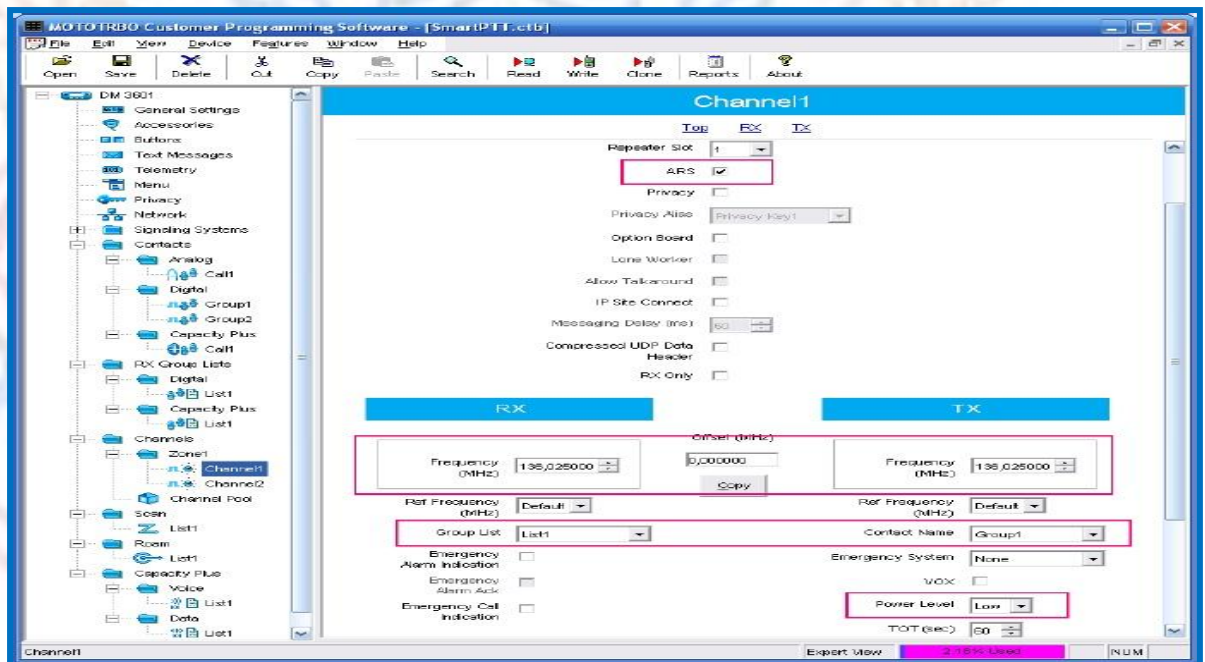 MOTOTRBO Customer Programming Software - [SmartPTT.ctb]
File Edit View Device Features Window Help
Open Save Delete Cut Copy Paste Search Read Write Clone Reports About
DM 3601
General Settings
Accessories
Buttons
Text Messages
Telemetry
Menu
Privacy
Network
Signaling Systems
Contacts
Analog
Call1
Digital
Group1
Group2
Capacity Plus
Call1
RX Group Lists
Digital
List1
Capacity Plus
List1
Channels
Zone1
Channel1
Channel2
Channel Pool
Scan
List1
Roam
List1
Capacity Plus
Voice
List1
Data
List1
Channel1
Top RX TX
Repeater Slot 1
ARS
Privacy
Privacy Alias Privacy Key1
Option Board
Lone Worker
Allow Talkaround
IP Site Connect
Messaging Delay (ms) 60
Compressed UDP Data
Header
RX Only
RX TX
Offset (MHz)
Frequency 136,025000 0,000000 Frequency 136,025000
(MHz) Copy (MHz)
Ref Frequency Default Ref Frequency Default
(MHz) (MHz)
Group List List1 Contact Name Group1
Emergency Emergency System None
Alarm Indication
Emergency VOX
Alarm Ack
Emergency Call Power Level Low
Indication
TOT (sec) 60
Channel1 Expert View 2.18% Used NUM